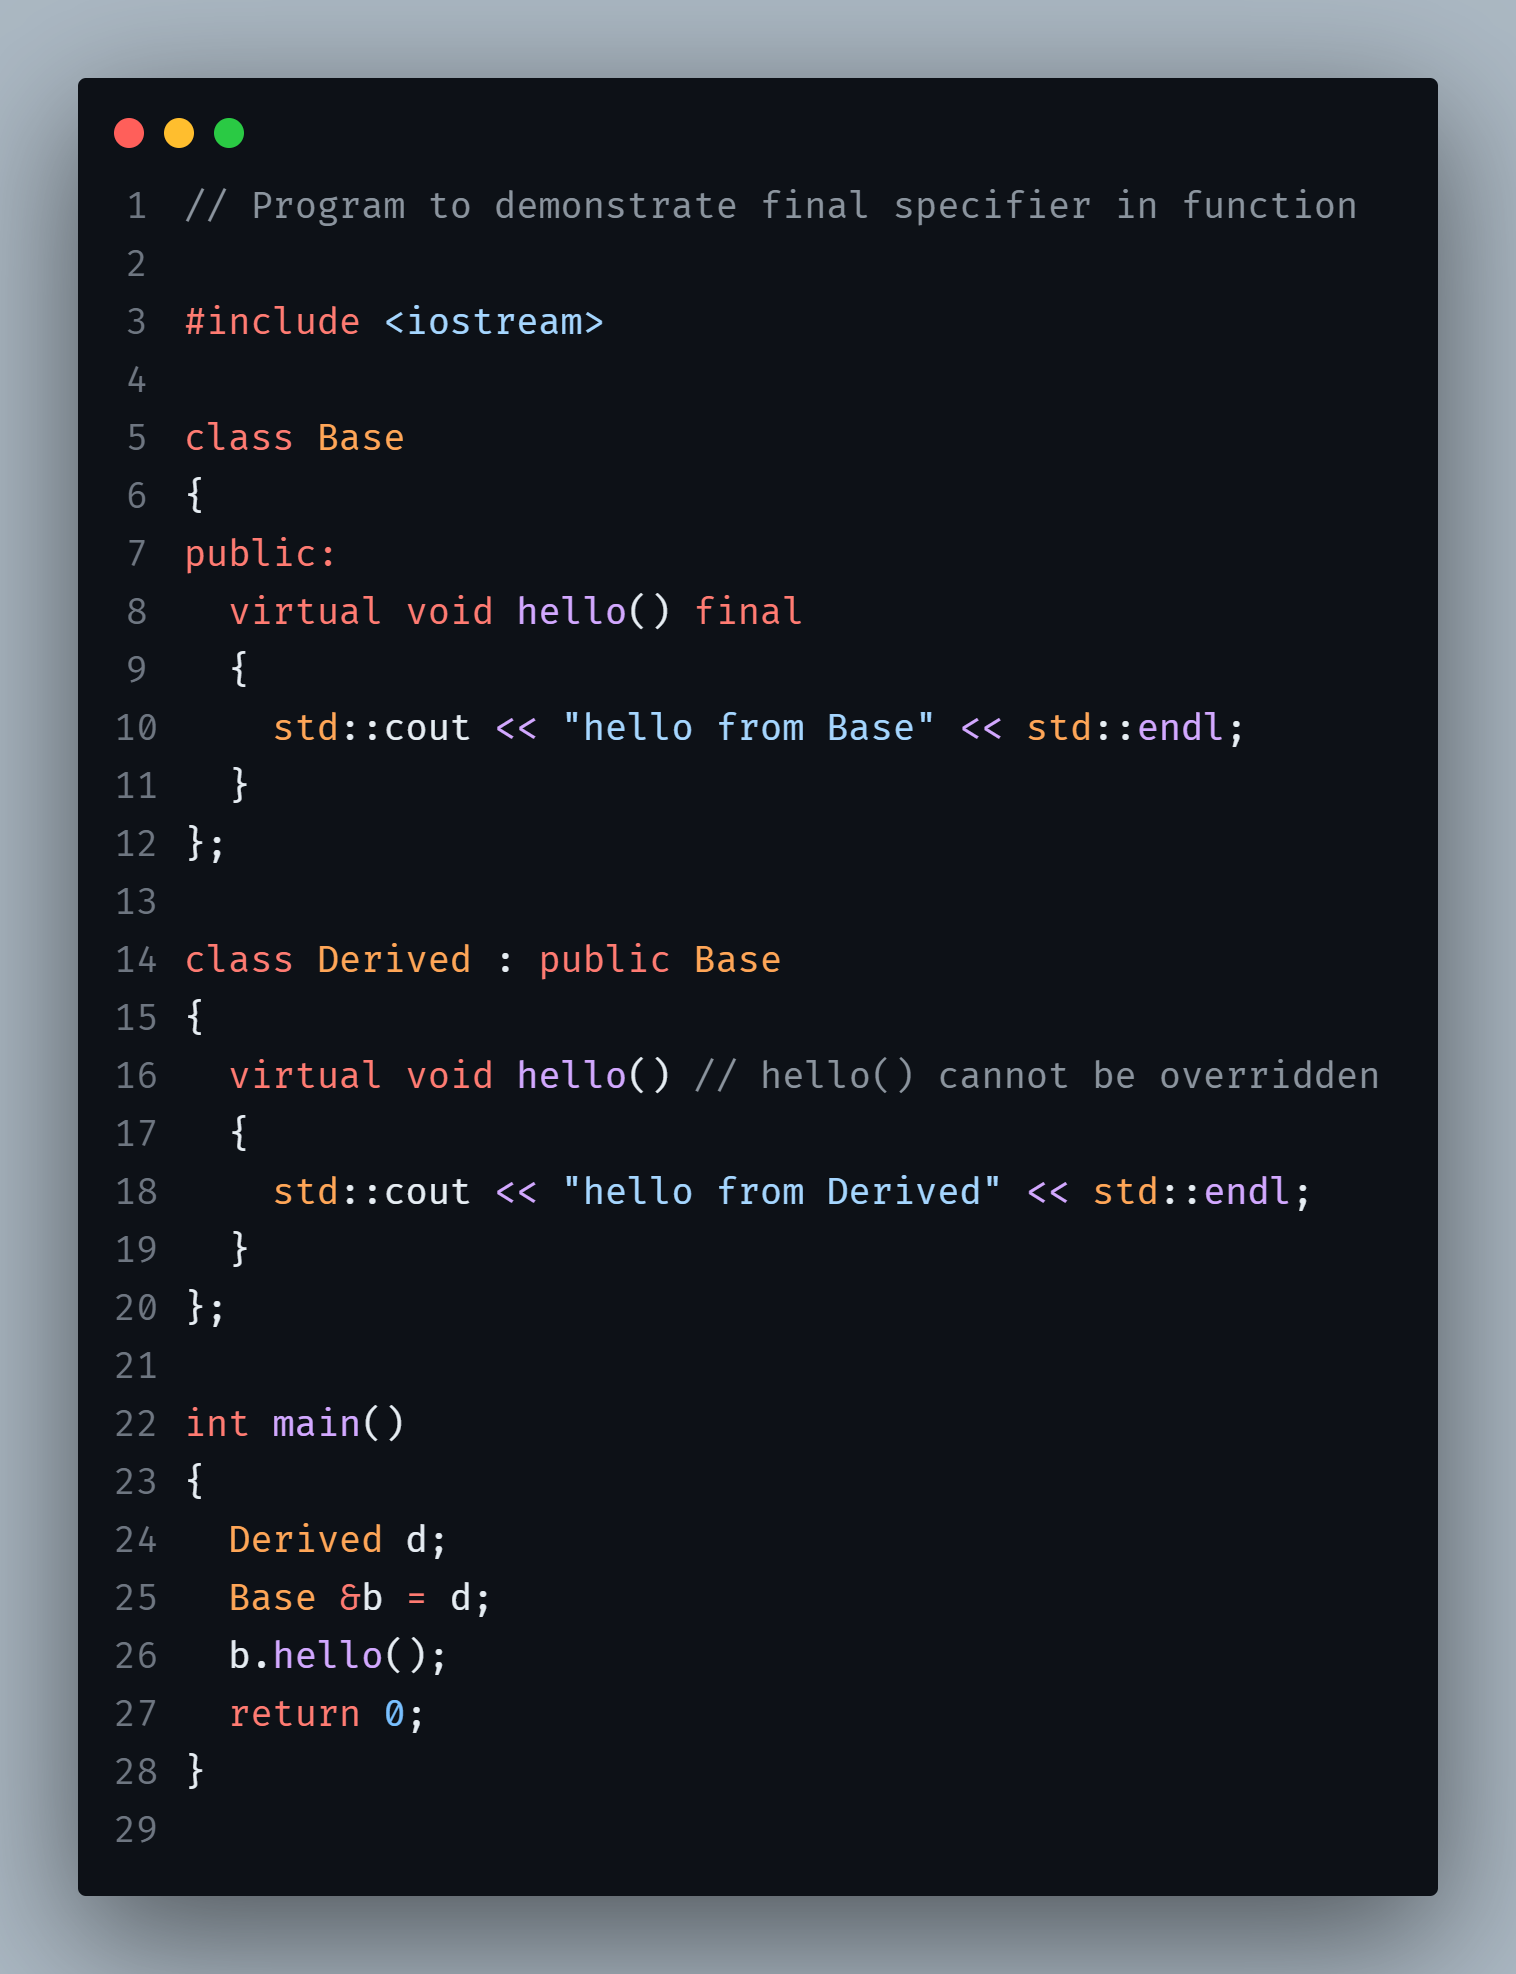 1 // Program to demonstrate final specifier in function
2
3 #include <iostream>
4
5 class Base
6 {
7 public:
8   virtual void hello() final
9   {
10     std::cout << "hello from Base" << std::endl;
11   }
12 };
13
14 class Derived : public Base
15 {
16   virtual void hello() // hello() cannot be overridden
17   {
18     std::cout << "hello from Derived" << std::endl;
19   }
20 };
21
22 int main()
23 {
24   Derived d;
25   Base &b = d;
26   b.hello();
27   return 0;
28 }
29